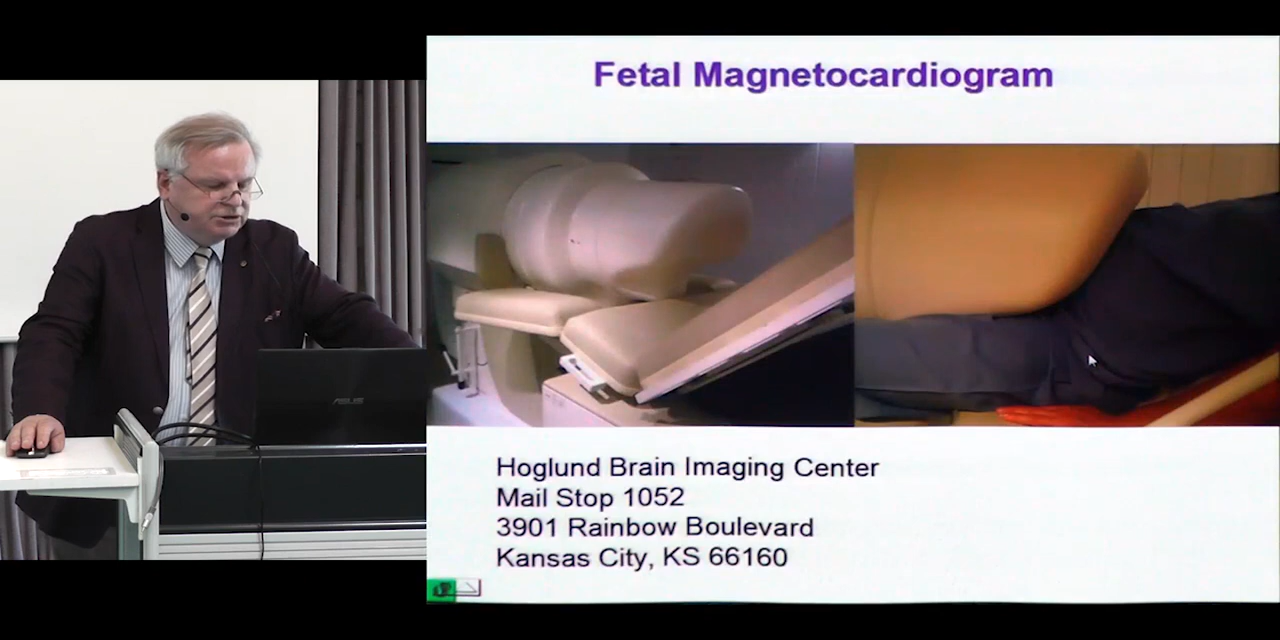 Fetal Magnetocardiogram
ASUS
Hoglund Brain Imaging Center
Mail Stop 1052
3901 Rainbow Boulevard
Kansas City, KS 66160